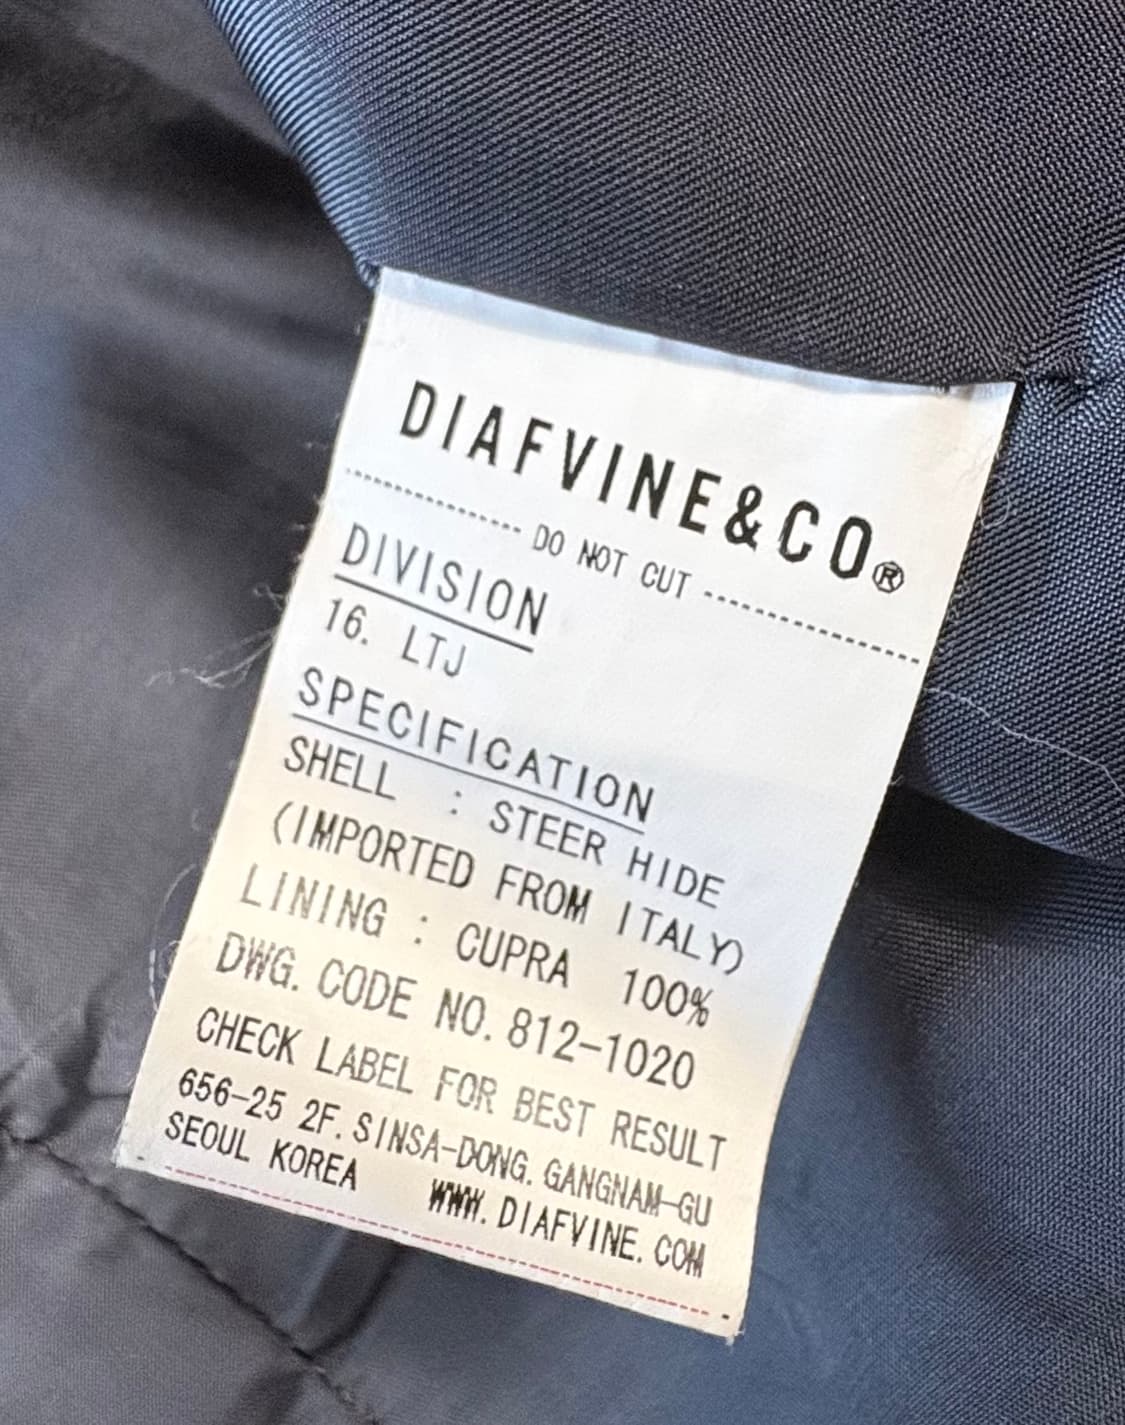 DIAFVINE&CO®
DO NOT CUT
DIVISION
16. LTJ
SPECIFICATION
SHELL : STEER HIDE
(IMPORTED FROM ITALY)
LINING : CUPRA 100%
DWG. CODE NO. 812-1020
CHECK LABEL FOR BEST RESULT
656-25 2F. SINSA-DONG. GANGNAM-GU
SEOUL KOREA WWW.DIAFVINE.COM